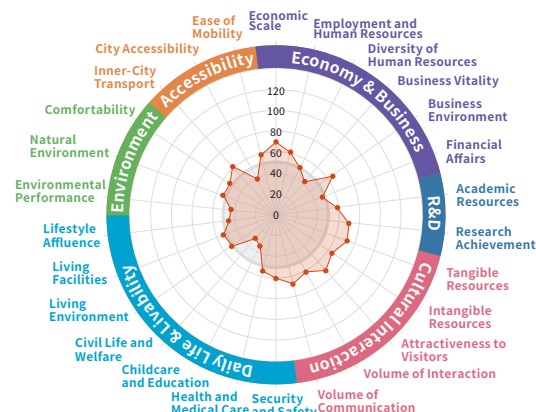 Economic
Scale
Employment and
Human Resources
Diversity of
Human Resources
Business Vitality
Business
Environment
Financial
Affairs
Academic
Resources
Research
Achievement
Tangible
Resources
Intangible
Resources
Attractiveness to
Visitors
Volume of Interaction
Volume of
Communication
Security
and Safety
Health and
Medical Care
Childcare
and Education
Civil Life and
Welfare
Living
Environment
Living
Facilities
Lifestyle
Affluence
Environmental
Performance
Natural
Environment
Comfortability
Inner-City
Transport
City Accessibility
Ease of
Mobility
Economy & Business
R&D
Cultural Interaction
Daily Life & Livability
Environment
Accessibility
120
100
80
60
40
20
0